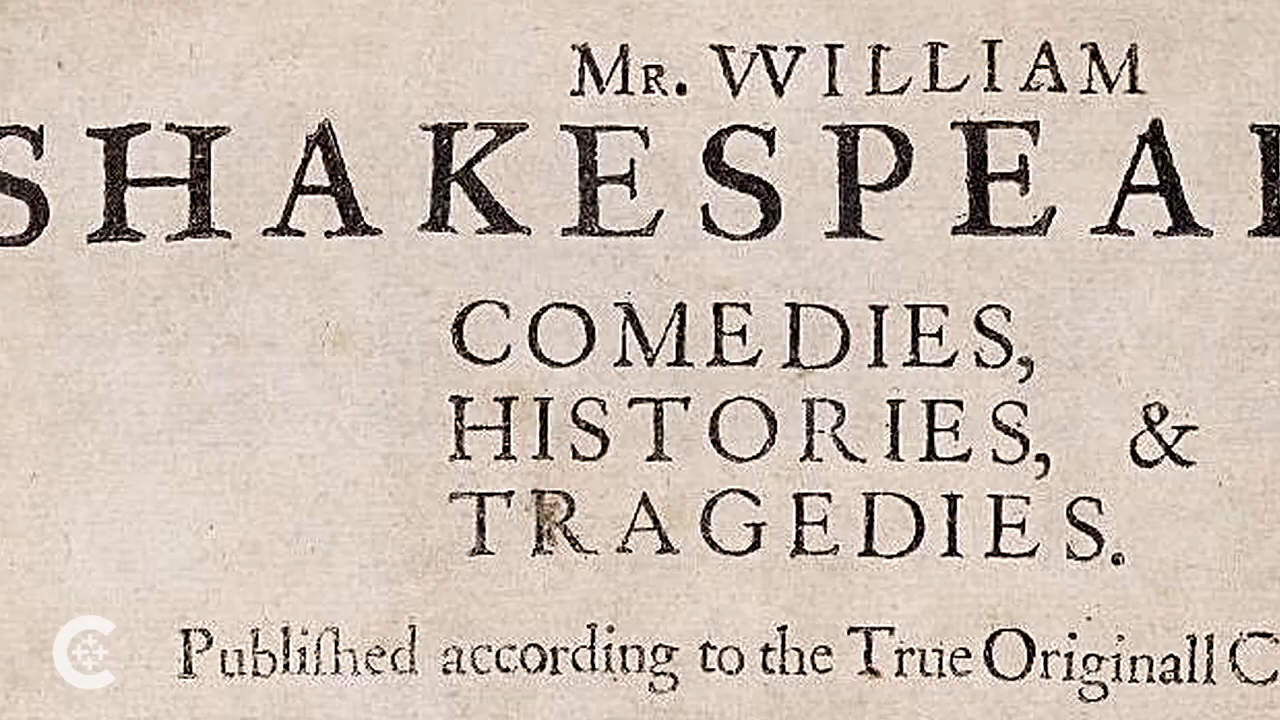 Mr. WILLIAM
SHAKESPEA
COMEDIES,
HISTORIES, &
TRAGEDIES.
Publiſhed according to the True Originall C